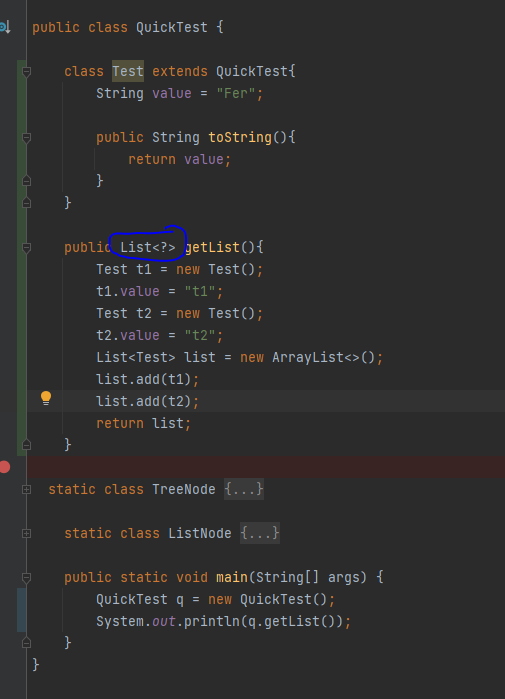 public class QuickTest {
class Test extends QuickTest{
String value = "Fer";
public String toString(){
return value;
}
}
public List<?> getList(){
Test t1 = new Test();
t1.value = "t1";
Test t2 = new Test();
t2.value = "t2";
List<Test> list = new ArrayList<>();
list.add(t1);
list.add(t2);
return list;
}
static class TreeNode {...}
static class ListNode {...}
public static void main(String[] args) {
QuickTest q = new QuickTest();
System.out.println(q.getList());
}
}